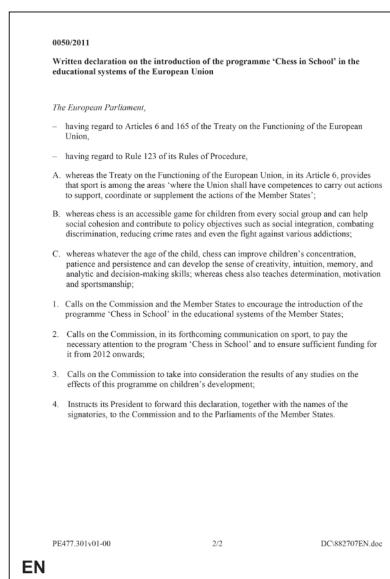 0050/2011
Written declaration on the introduction of the programme ‘Chess in School’ in the
educational systems of the European Union
The European Parliament,
– having regard to Articles 6 and 165 of the Treaty on the Functioning of the European
Union,
– having regard to Rule 123 of its Rules of Procedure,
A. whereas the Treaty on the Functioning of the European Union, in its Article 6, provides
that sport is among the areas ‘where the Union shall have competences to carry out actions
to support, coordinate or supplement the actions of the Member States’;
B. whereas chess is an accessible game for children from every social group and can help
social cohesion and contribute to policy objectives such as social integration, combating
discrimination, reducing crime rates and even the fight against various addictions;
C. whereas whatever the age of the child, chess can improve children’s concentration,
patience and persistence and can develop the sense of creativity, intuition, memory, and
analytic and decision-making skills; whereas chess also teaches determination, motivation
and sportsmanship;
1. Calls on the Commission and the Member States to encourage the introduction of the
programme ‘Chess in School’ in the educational systems of the Member States;
2. Calls on the Commission, in its forthcoming communication on sport, to pay the
necessary attention to the program ‘Chess in School’ and to ensure sufficient funding for
it from 2012 onwards;
3. Calls on the Commission to take into consideration the results of any studies on the
effects of this programme on children’s development;
4. Instructs its President to forward this declaration, together with the names of the
signatories, to the Commission and to the Parliaments of the Member States.
PE477.301v01-00 2/2 DC\882707EN.doc
EN